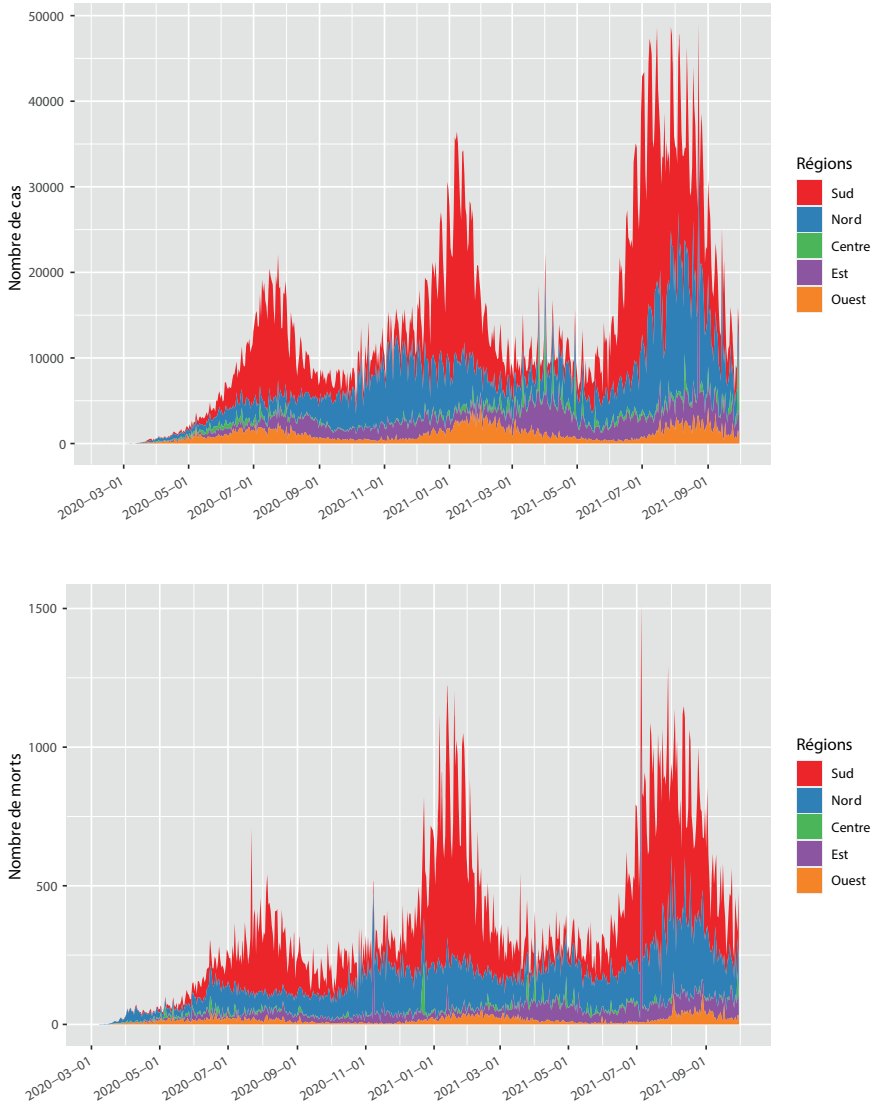 50000
40000
30000
20000
10000
0
Nombre de cas
2020–03–01
2020–05–01
2020–07–01
2020–09–01
2020–11–01
2021–01–01
2021–03–01
2021–05–01
2021–07–01
2021–09–01
Régions
Sud
Nord
Centre
Est
Ouest
1500
1000
500
0
Nombre de morts
2020–03–01
2020–05–01
2020–07–01
2020–09–01
2020–11–01
2021–01–01
2021–03–01
2021–05–01
2021–07–01
2021–09–01
Régions
Sud
Nord
Centre
Est
Ouest